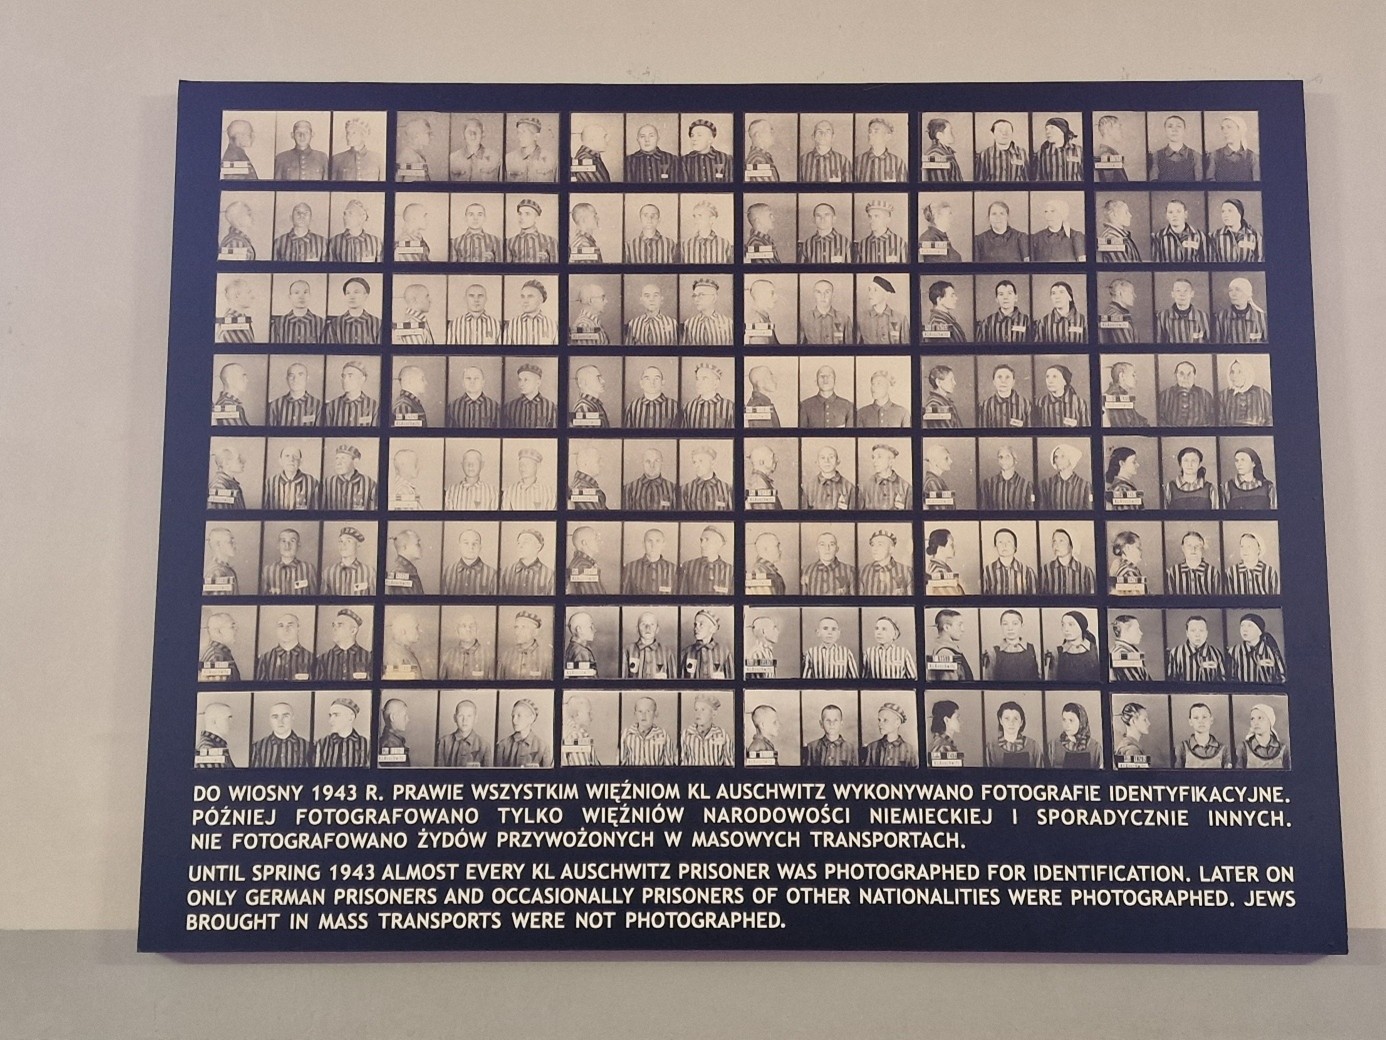 DO WIOSNY 1943 R. PRAWIE WSZYSTKIM WIĘŹNIOM KL AUSCHWITZ WYKONYWANO FOTOGRAFIE IDENTYFIKACYJNE.
PÓŹNIEJ FOTOGRAFOWANO TYLKO WIĘŹNIÓW NARODOWOŚCI NIEMIECKIEJ I SPORADYCZNIE INNYCH.
NIE FOTOGRAFOWANO ŻYDÓW PRZYWOŻONYCH W MASOWYCH TRANSPORTACH.
UNTIL SPRING 1943 ALMOST EVERY KL AUSCHWITZ PRISONER WAS PHOTOGRAPHED FOR IDENTIFICATION. LATER ON
ONLY GERMAN PRISONERS AND OCCASIONALLY PRISONERS OF OTHER NATIONALITIES WERE PHOTOGRAPHED. JEWS
BROUGHT IN MASS TRANSPORTS WERE NOT PHOTOGRAPHED.